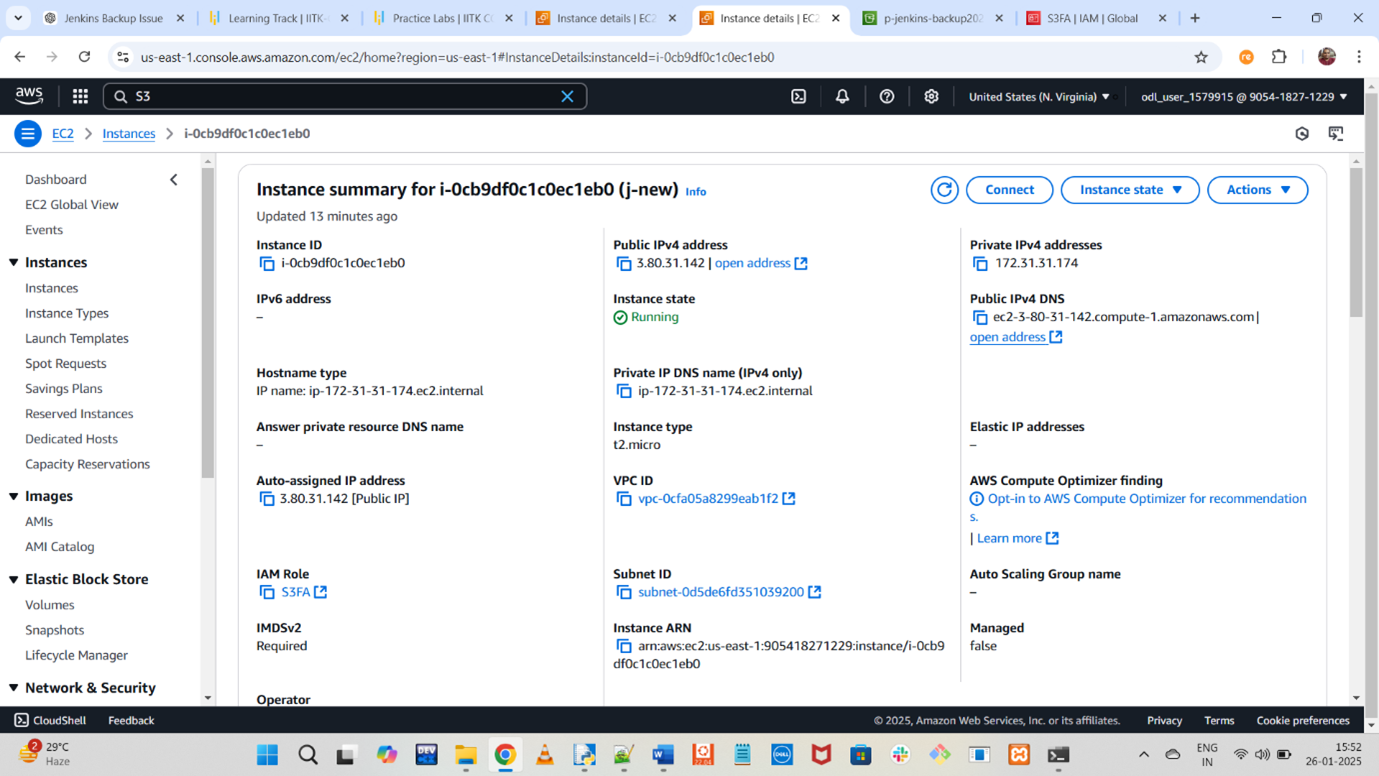 Jenkins Backup Issue
Learning Track | IITK-
Practice Labs | IITK CC
Instance details | EC2
Instance details | EC2
p-jenkins-backup202
S3FA | IAM | Global
us-east-1.console.aws.amazon.com/ec2/home?region=us-east-1#InstanceDetails:instanceId=i-0cb9df0c1c0ec1eb0
aws
S3
United States (N. Virginia)
odl_user_1579915 @ 9054-1827-1229
EC2 > Instances > i-0cb9df0c1c0ec1eb0
Dashboard
EC2 Global View
Events
Instances
Instances
Instance Types
Launch Templates
Spot Requests
Savings Plans
Reserved Instances
Dedicated Hosts
Capacity Reservations
Images
AMIs
AMI Catalog
Elastic Block Store
Volumes
Snapshots
Lifecycle Manager
Network & Security
Instance summary for i-0cb9df0c1c0ec1eb0 (j-new) Info
Connect
Instance state
Actions
Updated 13 minutes ago
Instance ID
i-0cb9df0c1c0ec1eb0
Public IPv4 address
3.80.31.142 | open address
Private IPv4 addresses
172.31.31.174
IPv6 address
–
Instance state
Running
Public IPv4 DNS
ec2-3-80-31-142.compute-1.amazonaws.com |
open address
Hostname type
IP name: ip-172-31-31-174.ec2.internal
Private IP DNS name (IPv4 only)
ip-172-31-31-174.ec2.internal
Answer private resource DNS name
–
Instance type
t2.micro
Elastic IP addresses
–
Auto-assigned IP address
3.80.31.142 [Public IP]
VPC ID
vpc-0cfa05a8299eab1f2
AWS Compute Optimizer finding
Opt-in to AWS Compute Optimizer for recommendation
s.
| Learn more
IAM Role
S3FA
Subnet ID
subnet-0d5de6fd351039200
Auto Scaling Group name
–
IMDSv2
Required
Instance ARN
arn:aws:ec2:us-east-1:905418271229:instance/i-0cb9
df0c1c0ec1eb0
Managed
false
Operator
CloudShell
Feedback
© 2025, Amazon Web Services, Inc. or its affiliates.
Privacy
Terms
Cookie preferences
2
29°C
Haze
DEV
22.04
DELL
ENG
IN
15:52
26-01-2025